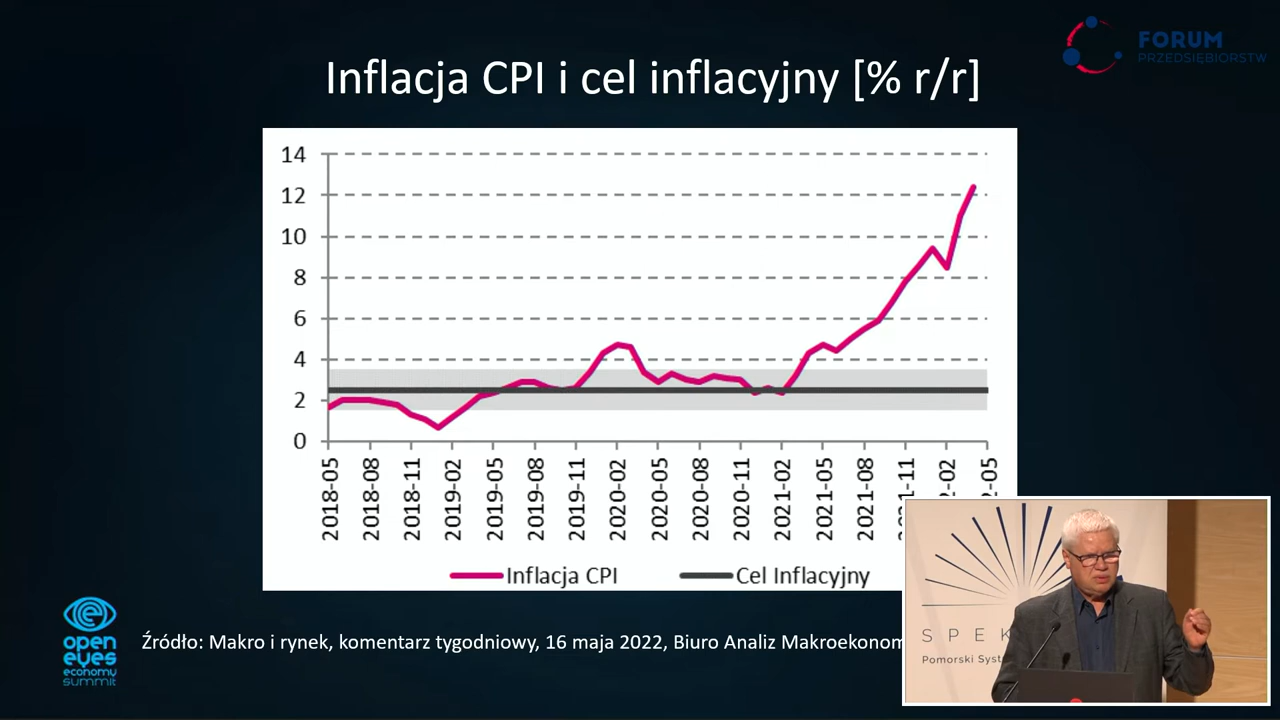 FORUM
PRZEDSIĘBIORSTW
Inflacja CPI i cel inflacyjny [% r/r]
14
12
10
8
6
4
2
0
2018-05
2018-08
2018-11
2019-02
2019-05
2019-08
2019-11
2020-02
2020-05
2020-08
2020-11
2021-02
2021-05
2021-08
Inflacja CPI
Cel Inflacyjny
open
eyes
economy
summit
Źródło: Makro i rynek, komentarz tygodniowy, 16 maja 2022, Biuro Analiz
Pomorski